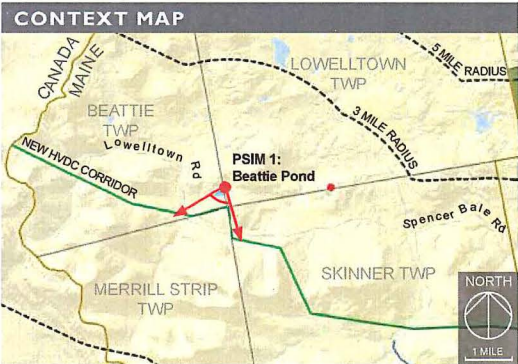 CONTEXT MAP
CANADA
MAINE
LOWELLTOWN
TWP
5 MILE RADIUS
BEATTIE
TWP
3 MILE RADIUS
Lowelltown Rd
NEW HVDC CORRIDOR
PSIM 1:
Beattie Pond
Spencer Bale Rd
SKINNER TWP
MERRILL STRIP
TWP
NORTH
1 MILE